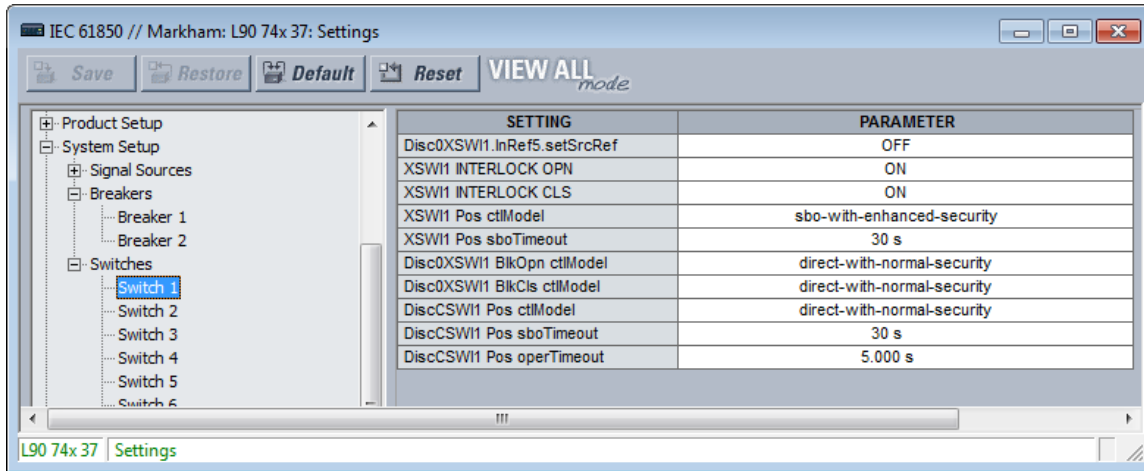 IEC 61850 // Markham: L90 74x 37: Settings
Save Restore Default Reset VIEW ALL mode
Product Setup
System Setup
Signal Sources
Breakers
Breaker 1
Breaker 2
Switches
Switch 1
Switch 2
Switch 3
Switch 4
Switch 5
Switch 6
SETTING PARAMETER
Disc0XSWI1.InRef5.setSrcRef OFF
XSWI1 INTERLOCK OPN ON
XSWI1 INTERLOCK CLS ON
XSWI1 Pos ctlModel sbo-with-enhanced-security
XSWI1 Pos sboTimeout 30 s
Disc0XSWI1 BlkOpn ctlModel direct-with-normal-security
Disc0XSWI1 BlkCls ctlModel direct-with-normal-security
DiscCSWI1 Pos ctlModel direct-with-normal-security
DiscCSWI1 Pos sboTimeout 30 s
DiscCSWI1 Pos operTimeout 5.000 s
L90 74x 37 Settings